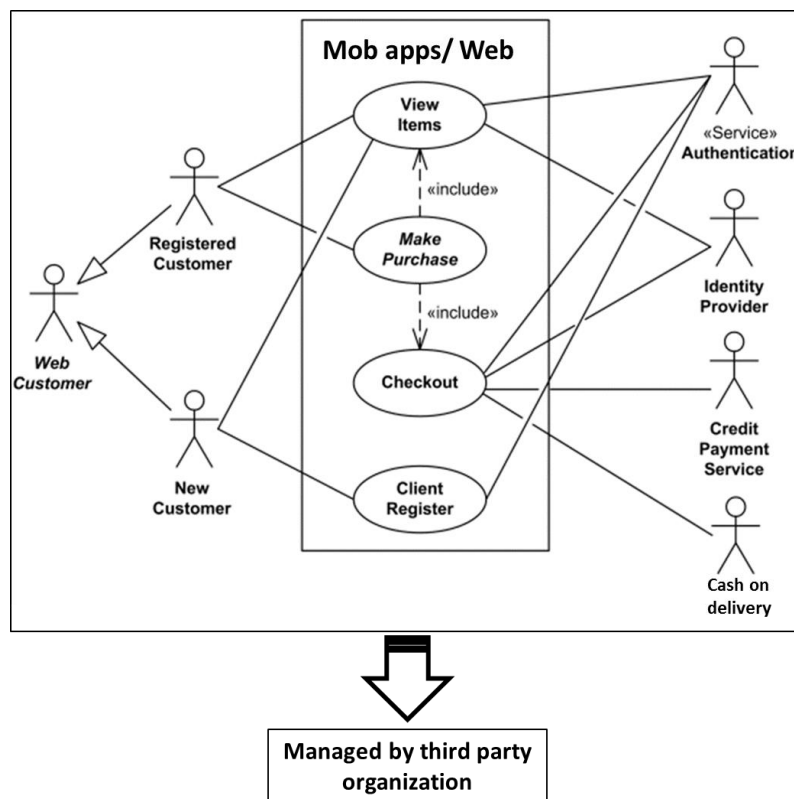 Mob apps/ Web
View
Items
«Service»
Authentication
«include»
Registered
Customer
Make
Purchase
Identity
Provider
«include»
Web
Customer
Checkout
Credit
Payment
Service
New
Customer
Client
Register
Cash on
delivery
Managed by third party
organization